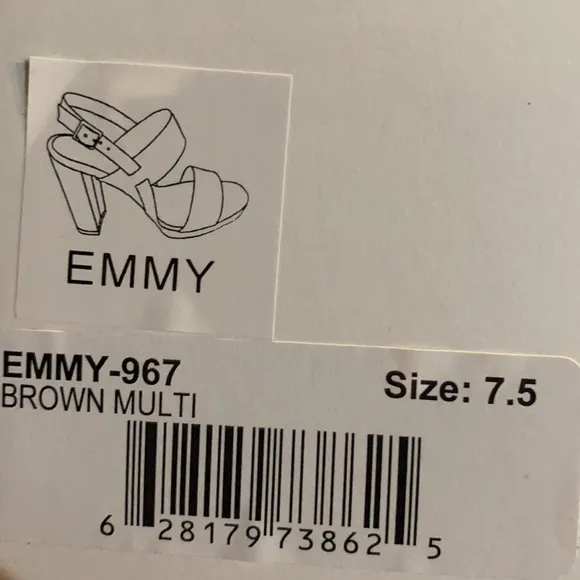 EMMY
EMMY-967
BROWN MULTI
Size: 7.5
6 28179 73862 5